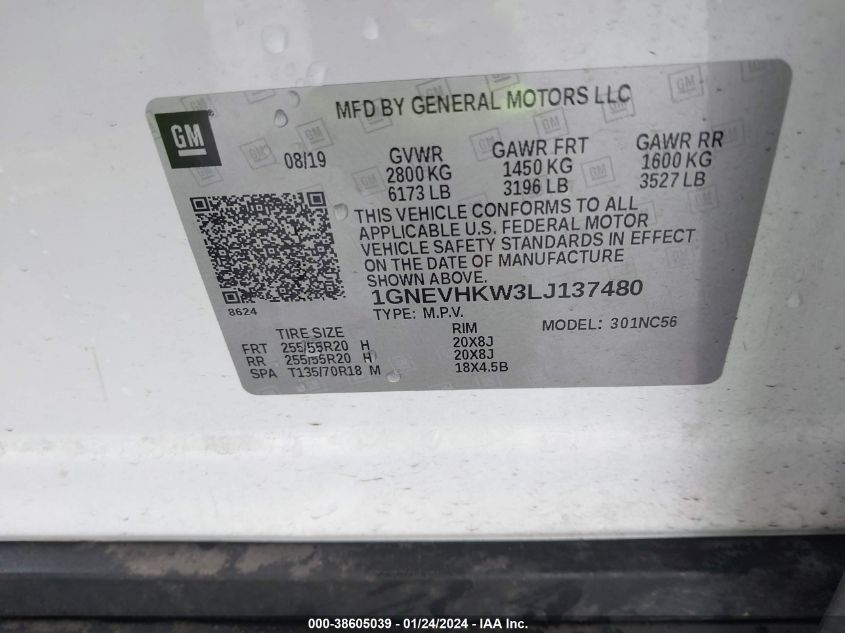 MFD BY GENERAL MOTORS LLC
GM
08/19
GVWR GAWR FRT GAWR RR
2800 KG 1450 KG 1600 KG
6173 LB 3196 LB 3527 LB
THIS VEHICLE CONFORMS TO ALL
APPLICABLE U.S. FEDERAL MOTOR
VEHICLE SAFETY STANDARDS IN EFFECT
ON THE DATE OF MANUFACTURE
SHOWN ABOVE.
1GNEVHKW3LJ137480
8624
TYPE: M.P.V. MODEL: 301NC56
TIRE SIZE RIM
FRT 255/55R20 H 20X8J
RR 255/55R20 H 20X8J
SPA T135/70R18 M 18X4.5B
000-38605039 - 01/24/2024 - IAA Inc.